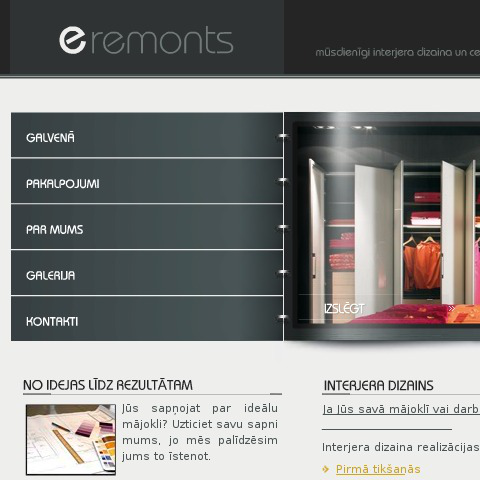 eremonts
mūsdienīgi interjera dizaina un ce
GALVENĀ
PAKALPOJUMI
PAR MUMS
GALERIJA
KONTAKTI
IZSLĒGT
NO IDEJAS LĪDZ REZULTĀTAM
Jūs sapņojat par ideālu
mājokli? Uzticiet savu sapni
mums, jo mēs palīdzēsim
jums to īstenot.
INTERJERA DIZAINS
Ja Jūs savā mājoklī vai darb
Interjera dizaina realizācijas
Pirmā tikšanās